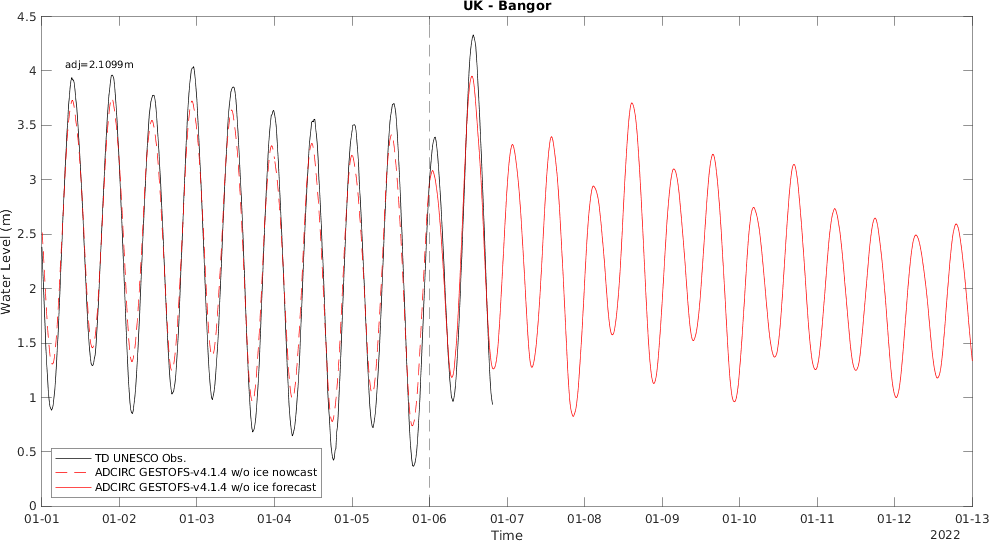 UK - Bangor
4.5
4
3.5
3
2.5
2
1.5
1
0.5
0
Water Level (m)
adj=2.1099m
TD UNESCO Obs.
ADCIRC GESTOFS-v4.1.4 w/o ice nowcast
ADCIRC GESTOFS-v4.1.4 w/o ice forecast
01-01 01-02 01-03 01-04 01-05 01-06 01-07 01-08 01-09 01-10 01-11 01-12 01-13
Time
2022